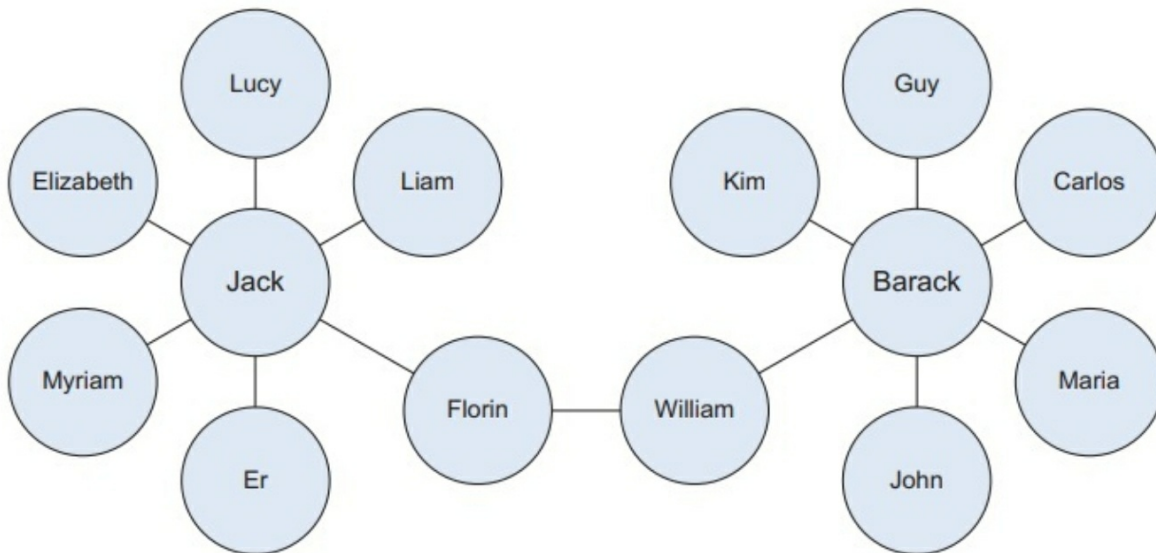 Lucy
Guy
Elizabeth
Liam
Kim
Carlos
Jack
Barack
Myriam
Florin
William
Maria
Er
John